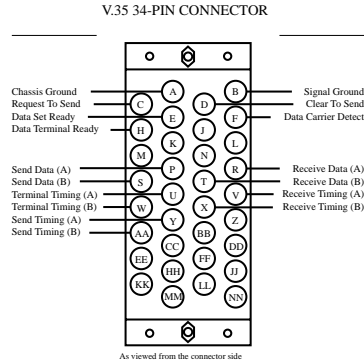 V.35 34-PIN CONNECTOR
Chassis Ground
Request To Send
Data Set Ready
Data Terminal Ready
Send Data (A)
Send Data (B)
Terminal Timing (A)
Terminal Timing (B)
Send Timing (A)
Send Timing (B)
A B
C D
E F
H J
K L
M N
P R
S T
U V
W X
Y Z
AA BB
CC DD
EE FF
HH JJ
KK LL
MM NN
Signal Ground
Clear To Send
Data Carrier Detect
Receive Data (A)
Receive Data (B)
Receive Timing (A)
Receive Timing (B)
As viewed from the connector side